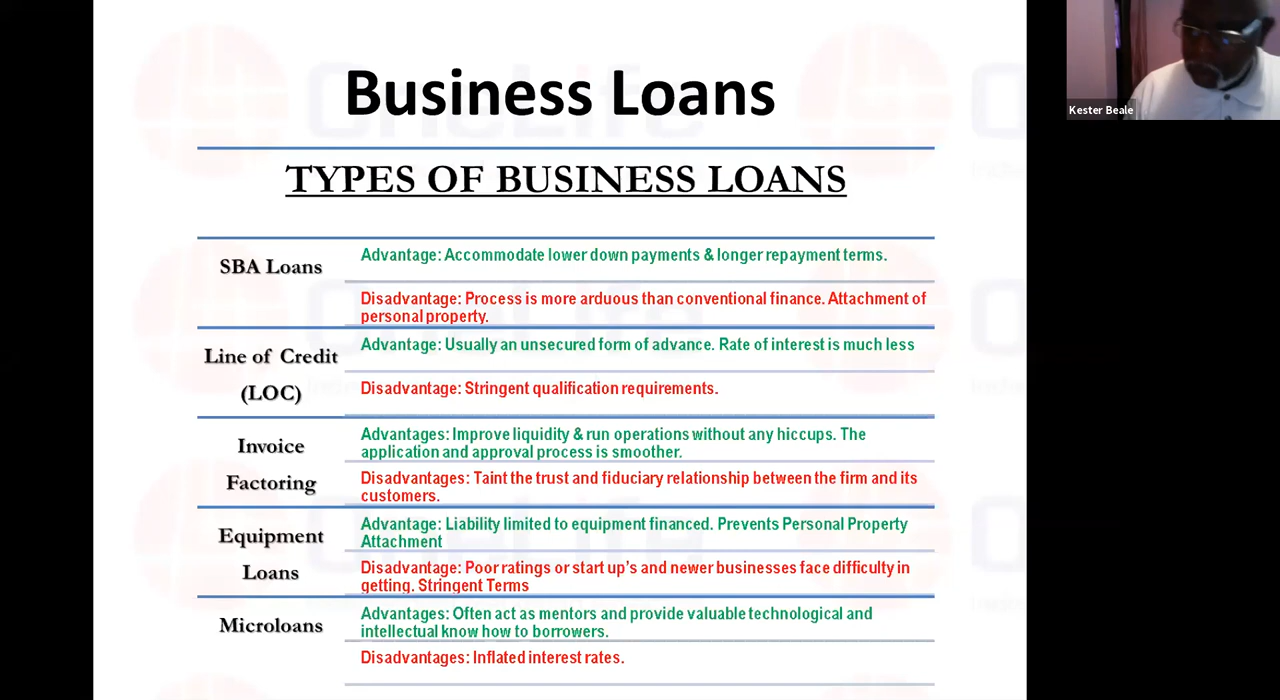 Business Loans
TYPES OF BUSINESS LOANS
SBA Loans
Advantage: Accommodate lower down payments & longer repayment terms.
Disadvantage: Process is more arduous than conventional finance. Attachment of
personal property.
Line of Credit
(LOC)
Advantage: Usually an unsecured form of advance. Rate of interest is much less
Disadvantage: Stringent qualification requirements.
Invoice
Factoring
Advantages: Improve liquidity & run operations without any hiccups. The
application and approval process is smoother.
Disadvantages: Taint the trust and fiduciary relationship between the firm and its
customers.
Equipment
Loans
Advantage: Liability limited to equipment financed. Prevents Personal Property
Attachment
Disadvantage: Poor ratings or start up's and newer businesses face difficulty in
getting. Stringent Terms
Microloans
Advantages: Often act as mentors and provide valuable technological and
intellectual know how to borrowers.
Disadvantages: Inflated interest rates.
Kester Beale
OneLife